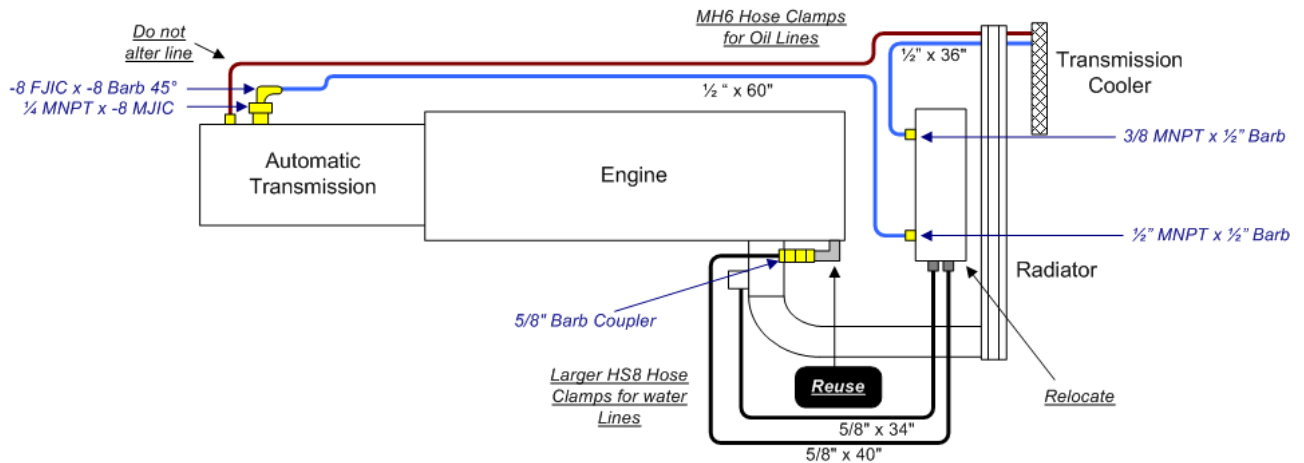 Do not
alter line
MH6 Hose Clamps
for Oil Lines
½" x 36"
Transmission
Cooler
-8 FJIC x -8 Barb 45°
¼ MNPT x -8 MJIC
½ “ x 60"
3/8 MNPT x ½” Barb
Automatic
Transmission
Engine
½” MNPT x ½” Barb
Radiator
5/8" Barb Coupler
Larger HS8 Hose
Clamps for water
Lines
Reuse
Relocate
5/8" x 34"
5/8" x 40"